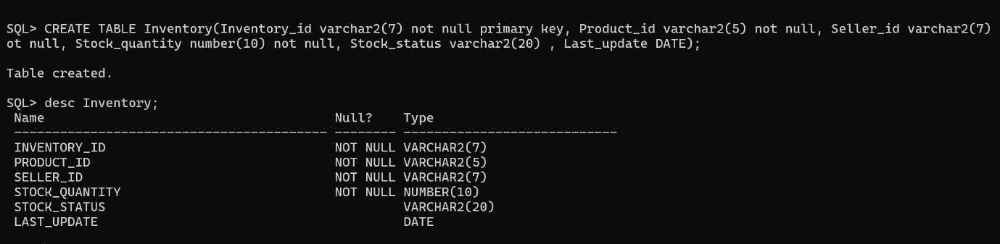 SQL> CREATE TABLE Inventory(Inventory_id varchar2(7) not null primary key, Product_id varchar2(5) not null, Seller_id varchar2(7)
ot null, Stock_quantity number(10) not null, Stock_status varchar2(20) , Last_update DATE);
Table created.
SQL> desc Inventory;
Name Null? Type
----------------------------------------- -------- ----------------------------
INVENTORY_ID NOT NULL VARCHAR2(7)
PRODUCT_ID NOT NULL VARCHAR2(5)
SELLER_ID NOT NULL VARCHAR2(7)
STOCK_QUANTITY NOT NULL NUMBER(10)
STOCK_STATUS VARCHAR2(20)
LAST_UPDATE DATE